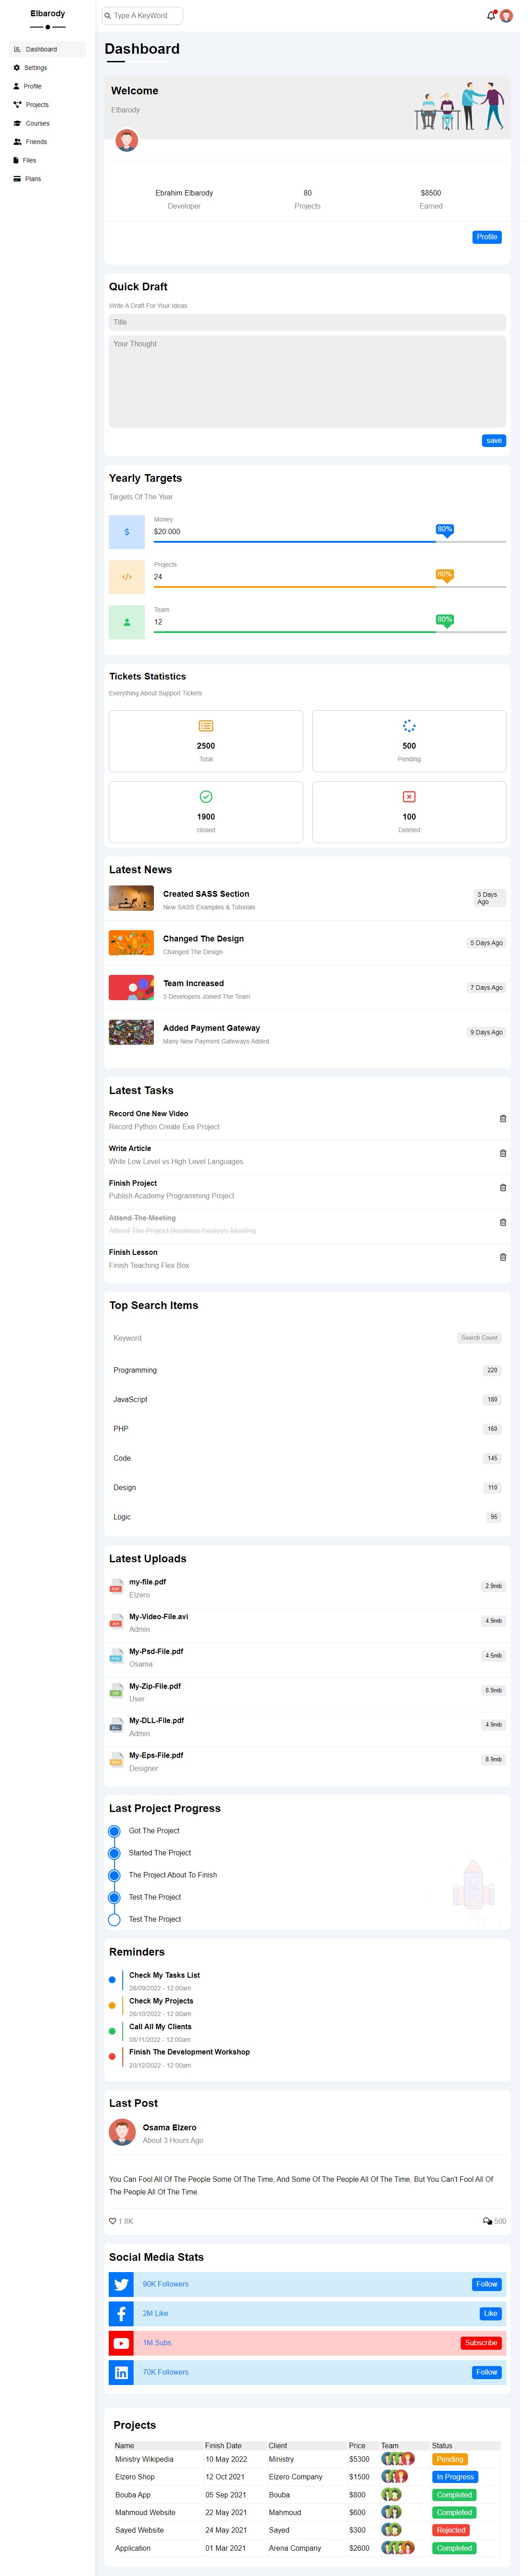 Elbarody
Dashboard
Settings
Profile
Projects
Courses
Friends
Files
Plans
Type A KeyWord
Dashboard
Welcome
Elbarody
Ebrahim Elbarody
Developer
80
Projects
$8500
Earned
Profile
Quick Draft
Write A Draft For Your Ideas
Title
Your Thought
save
Yearly Targets
Targets Of The Year
Money
$20.000
80%
Projects
24
80%
Team
12
80%
Tickets Statistics
Everything About Support Tickets
2500
Total
500
Pending
1900
closed
100
Deleted
Latest News
Created SASS Section
New SASS Examples & Tutorials
3 Days
Ago
Changed The Design
Changed The Design
5 Days Ago
Team Increased
3 Developers Joined The Team
7 Days Ago
Added Payment Gateway
Many New Payment Gateways Added
9 Days Ago
Latest Tasks
Record One New Video
Record Python Create Exe Project
Write Article
Write Low Level vs High Level Languages
Finish Project
Publish Academy Programming Project
Attend The Meeting
Attend The Project Business Analysis Meeting
Finish Lesson
Finish Teaching Flex Box
Top Search Items
Keyword Search Count
Programming 220
JavaScript 180
PHP 160
Code 145
Design 110
Logic 95
Latest Uploads
my-file.pdf
Elzero
2.9mb
My-Video-File.avi
Admin
4.9mb
My-Psd-File.pdf
Osama
4.5mb
My-Zip-File.pdf
User
8.9mb
My-DLL-File.pdf
Admin
4.9mb
My-Eps-File.pdf
Designer
8.9mb
Last Project Progress
Got The Project
Started The Project
The Project About To Finish
Test The Project
Test The Project
Reminders
Check My Tasks List
28/09/2022 - 12:00am
Check My Projects
26/10/2022 - 12:00am
Call All My Clients
05/11/2022 - 12:00am
Finish The Development Workshop
20/12/2022 - 12:00am
Last Post
Osama Elzero
About 3 Hours Ago
You Can Fool All Of The People Some Of The Time, And Some Of The People All Of The Time, But You Can't Fool All Of
The People All Of The Time.
1.8K 500
Social Media Stats
90K Followers Follow
2M Like Like
1M Subs Subscribe
70K Followers Follow
Projects
Name Finish Date Client Price Team Status
Ministry Wikipedia 10 May 2022 Ministry $5300 Pending
Elzero Shop 12 Oct 2021 Elzero Company $1500 In Progress
Bouba App 05 Sep 2021 Bouba $800 Completed
Mahmoud Website 22 May 2021 Mahmoud $600 Completed
Sayed Website 24 May 2021 Sayed $300 Rejected
Application 01 Mar 2021 Arena Company $2600 Completed